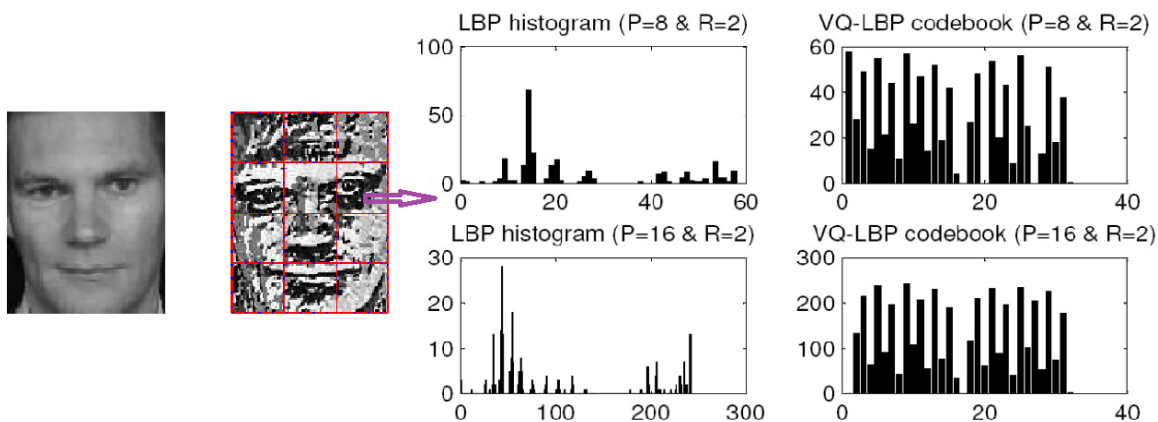 LBP histogram (P=8 & R=2)
100
50
0
0 20 40 60
VQ-LBP codebook (P=8 & R=2)
60
40
20
0
0 20 40
LBP histogram (P=16 & R=2)
30
20
10
0
0 100 200 300
VQ-LBP codebook (P=16 & R=2)
300
200
100
0
0 20 40